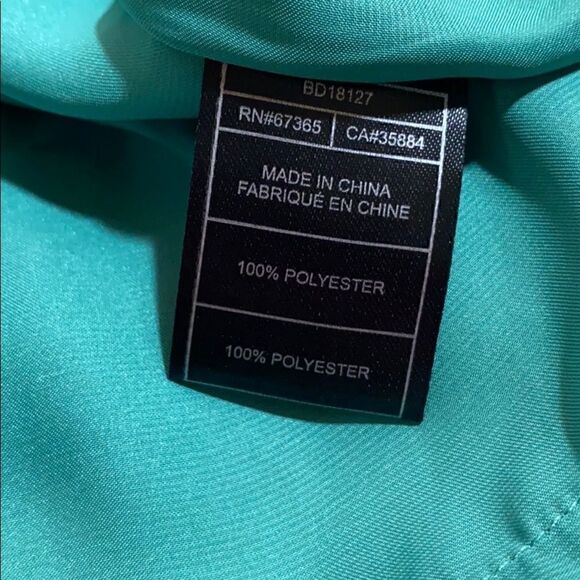 BD18127
RN#67365 CA#35884
MADE IN CHINA
FABRIQUÉ EN CHINE
100% POLYESTER
100% POLYESTER